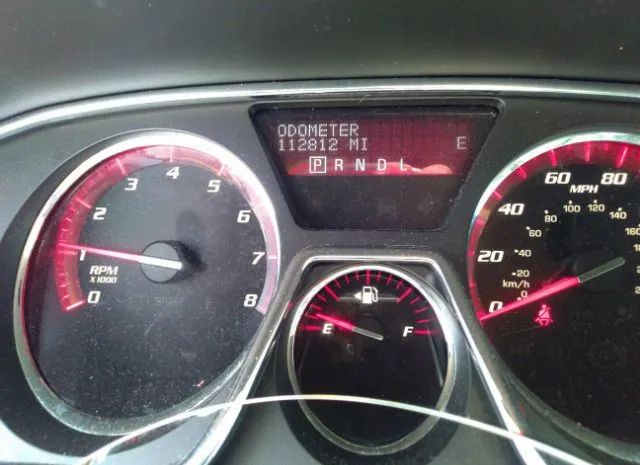 ODOMETER
112812 MI E
P R N D L
0 1 2 3 4 5 6 7 8
RPM
X1000
E F
0 20 40 60 80
MPH
0 20 40 60 80 100 120 140 160
km/h